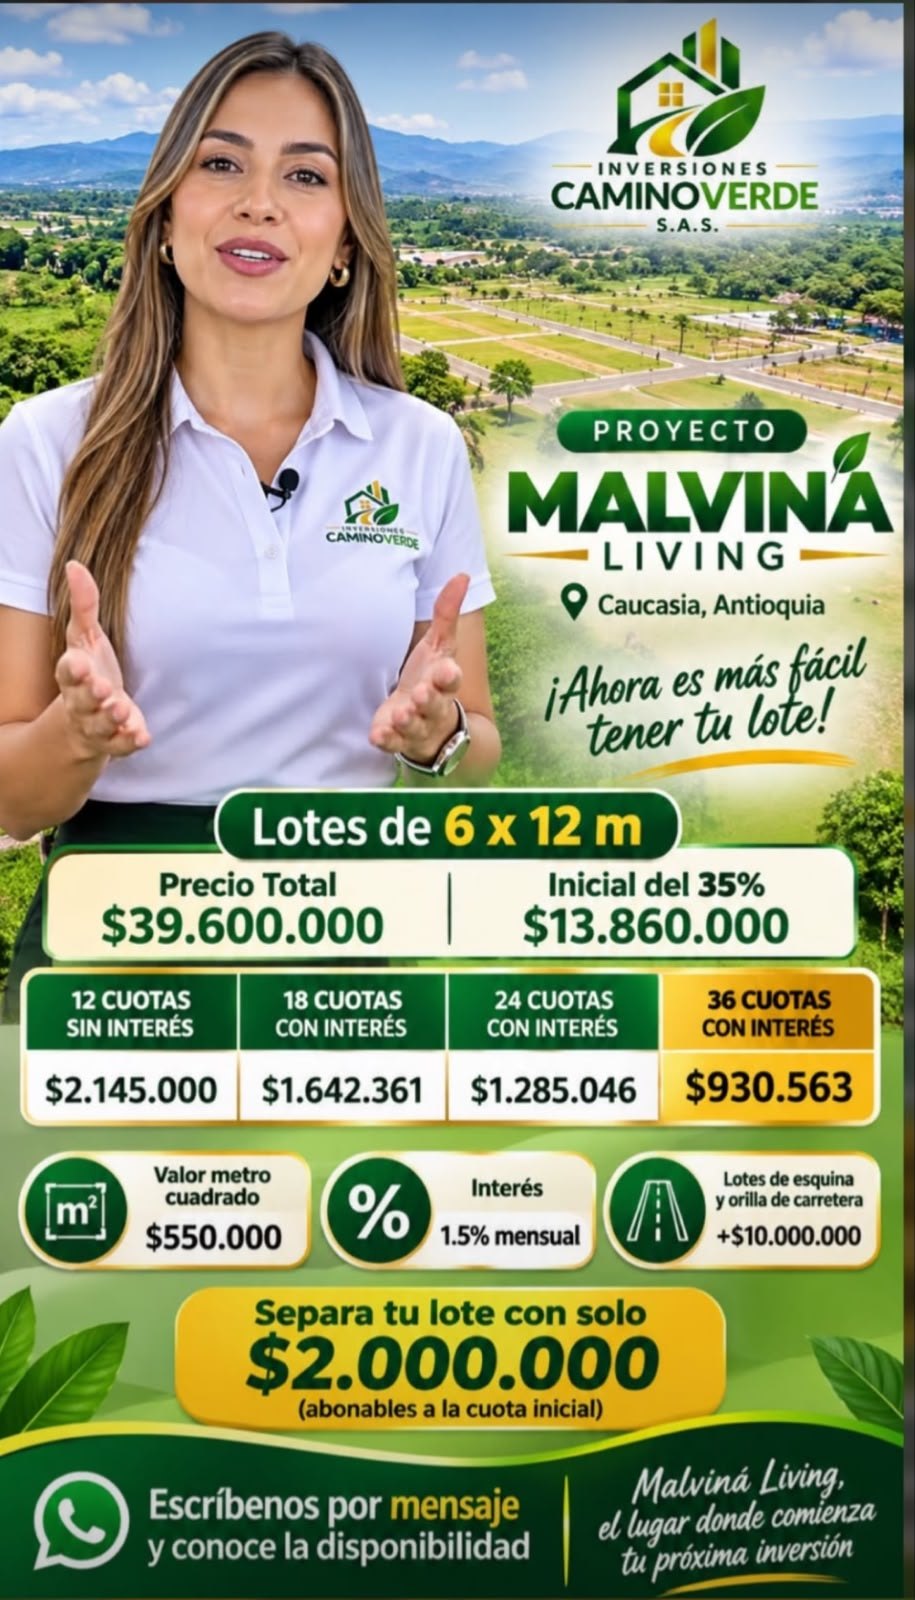 INVERSIONES
CAMINOVERDE
S.A.S.
INVERSIONES
CAMINOVERDE
PROYECTO
MALVINÁ
LIVING
Caucasia, Antioquia
¡Ahora es más fácil
tener tu lote!
Lotes de 6 x 12 m
Precio Total
$39.600.000
Inicial del 35%
$13.860.000
12 CUOTAS
SIN INTERÉS
$2.145.000
18 CUOTAS
CON INTERÉS
$1.642.361
24 CUOTAS
CON INTERÉS
$1.285.046
36 CUOTAS
CON INTERÉS
$930.563
m²
Valor metro
cuadrado
$550.000
%
Interés
1.5% mensual
Lotes de esquina
y orilla de carretera
+$10.000.000
Separa tu lote con solo
$2.000.000
(abonables a la cuota inicial)
Escríbenos por mensaje
y conoce la disponibilidad
Malviná Living,
el lugar donde comienza
tu próxima inversión